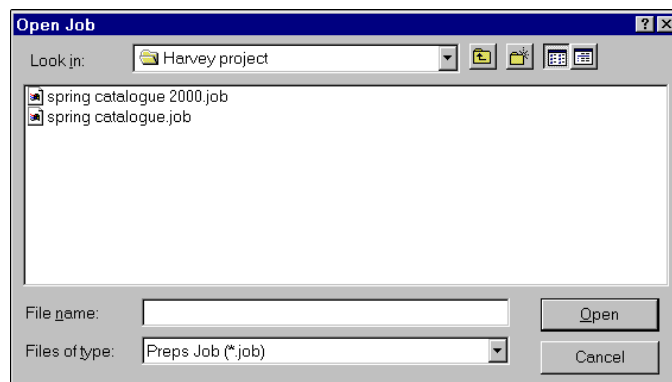 Open Job
Look in: Harvey project
spring catalogue 2000.job
spring catalogue.job
File name: Open
Files of type: Preps Job (*.job) Cancel